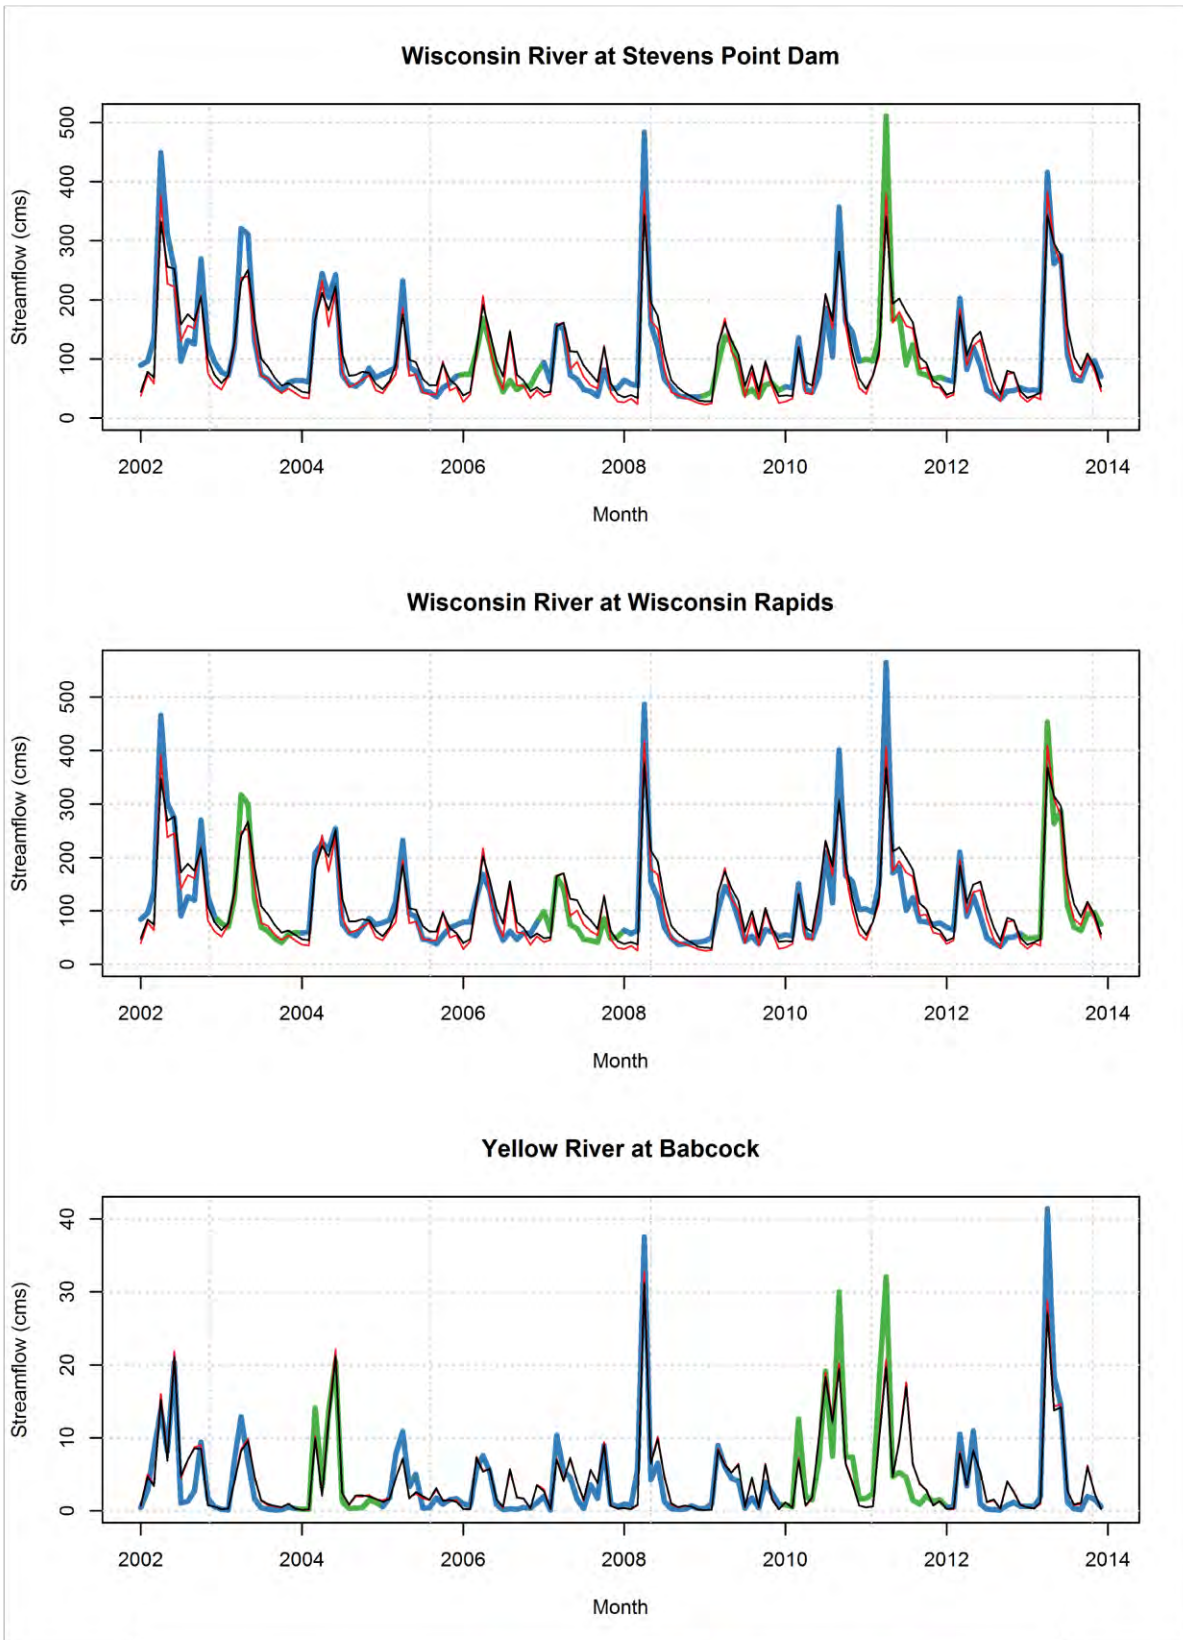 Wisconsin River at Stevens Point Dam
Streamflow (cms)
500
400
300
200
100
0
2002 2004 2006 2008 2010 2012 2014
Month
Wisconsin River at Wisconsin Rapids
Streamflow (cms)
500
400
300
200
100
0
2002 2004 2006 2008 2010 2012 2014
Month
Yellow River at Babcock
Streamflow (cms)
40
30
20
10
0
2002 2004 2006 2008 2010 2012 2014
Month